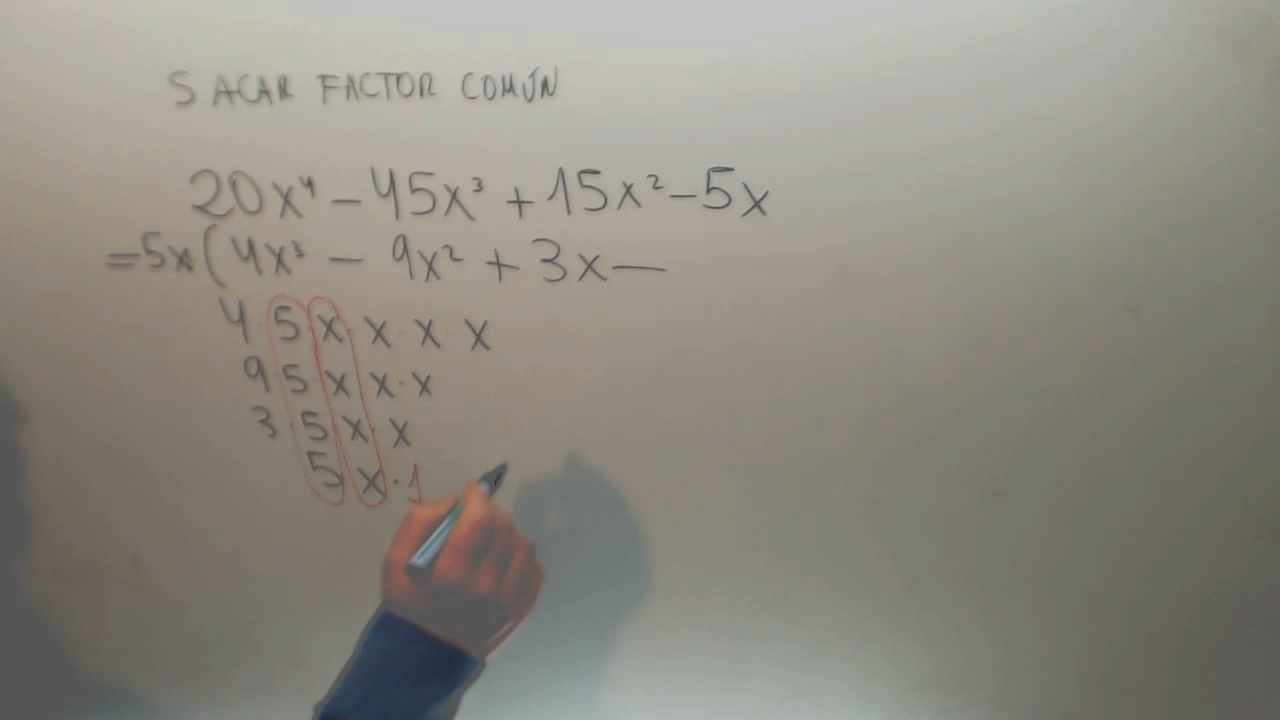 SACAR FACTOR COMÚN
20x⁴ - 45x³ + 15x² - 5x
= 5x ( 4x³ - 9x² + 3x -
4 · 5 · x · x · x · x
9 · 5 · x · x · x
3 · 5 · x · x
5 · x · 1